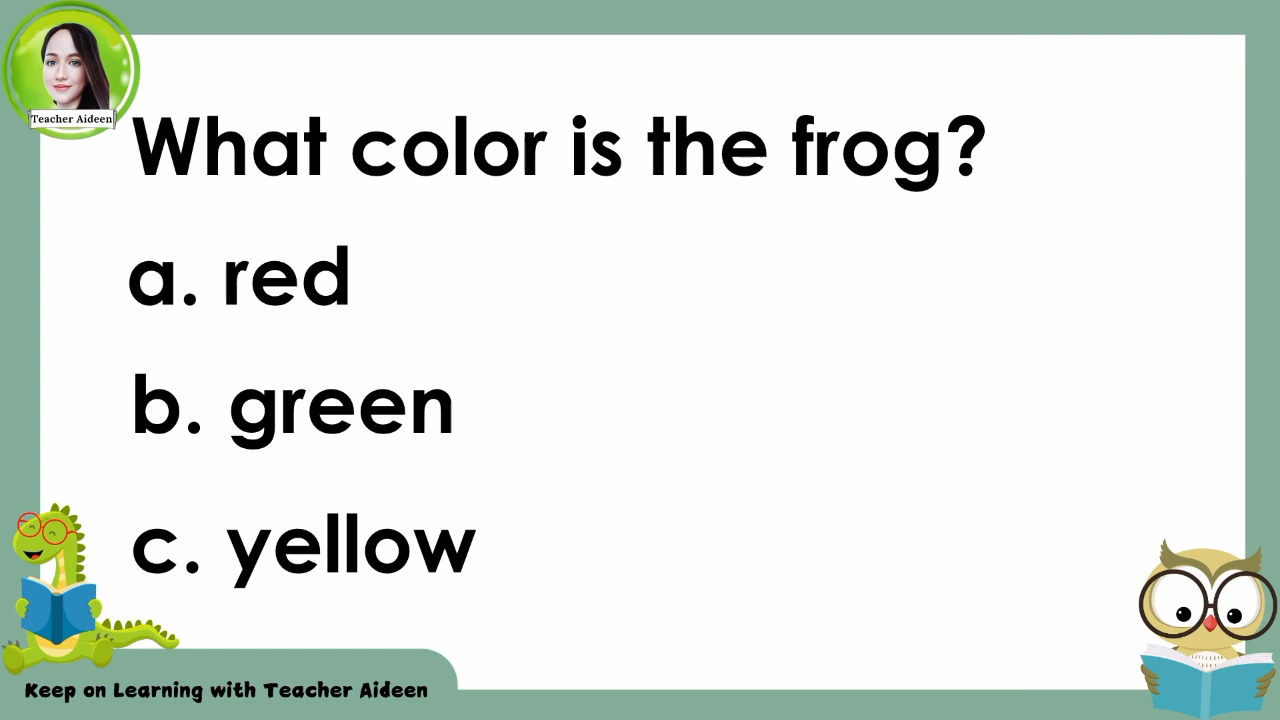 Teacher Aideen
What color is the frog?
a. red
b. green
c. yellow
Keep on Learning with Teacher Aideen